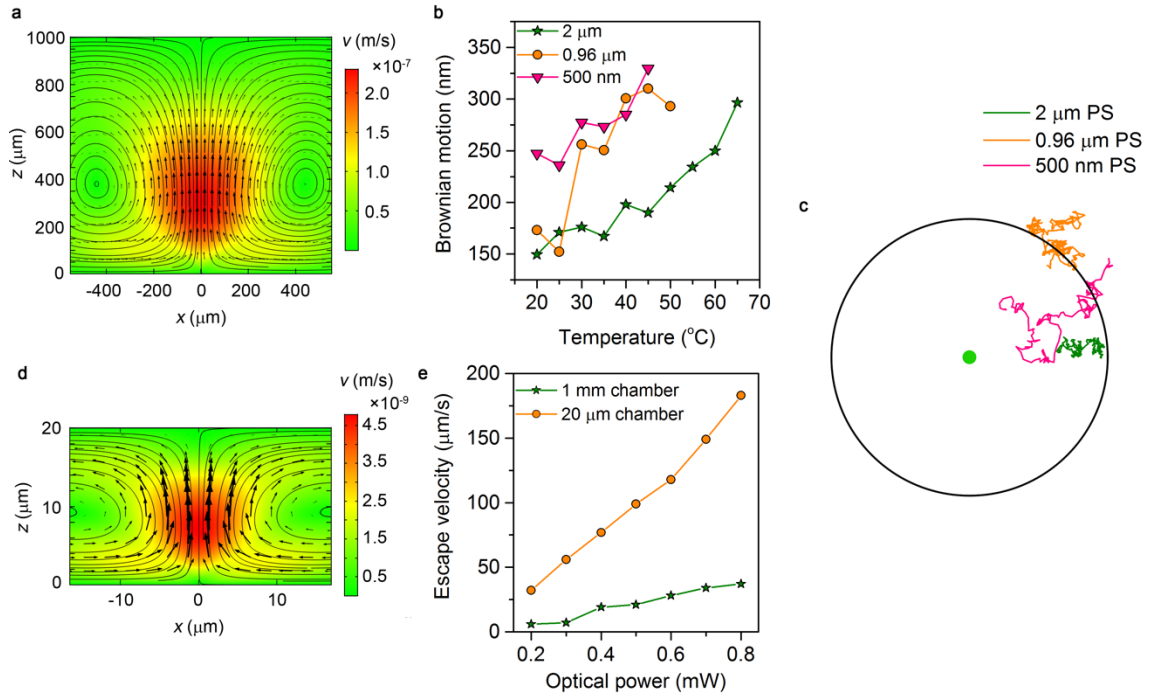 a
v (m/s)
×10⁻⁷
1000
800
600
400
200
0
z (μm)
-400
-200
0
200
400
x (μm)
2.0
1.5
1.0
0.5
b
2 μm
0.96 μm
500 nm
350
300
250
200
150
Brownian motion (nm)
20
30
40
50
60
70
Temperature (°C)
2 μm PS
0.96 μm PS
500 nm PS
c
d
v (m/s)
×10⁻⁹
20
10
0
z (μm)
-10
0
10
x (μm)
4.5
3.5
2.5
1.5
0.5
e
1 mm chamber
20 μm chamber
200
150
100
50
0
Escape velocity (μm/s)
0.2
0.4
0.6
0.8
Optical power (mW)